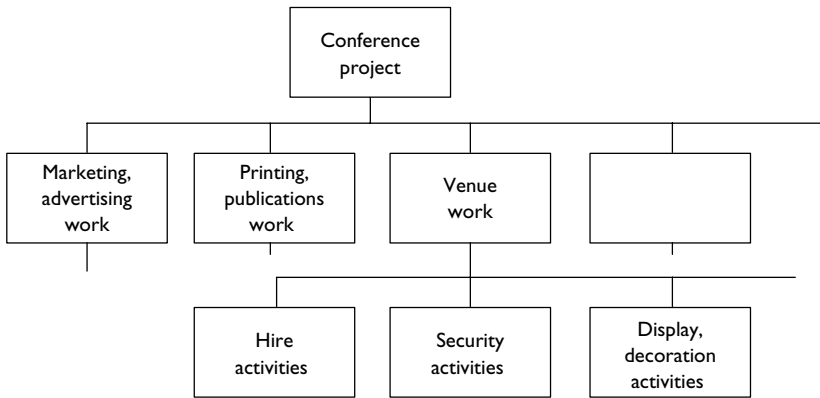 Conference
project
Marketing,
advertising
work
Printing,
publications
work
Venue
work
Hire
activities
Security
activities
Display,
decoration
activities